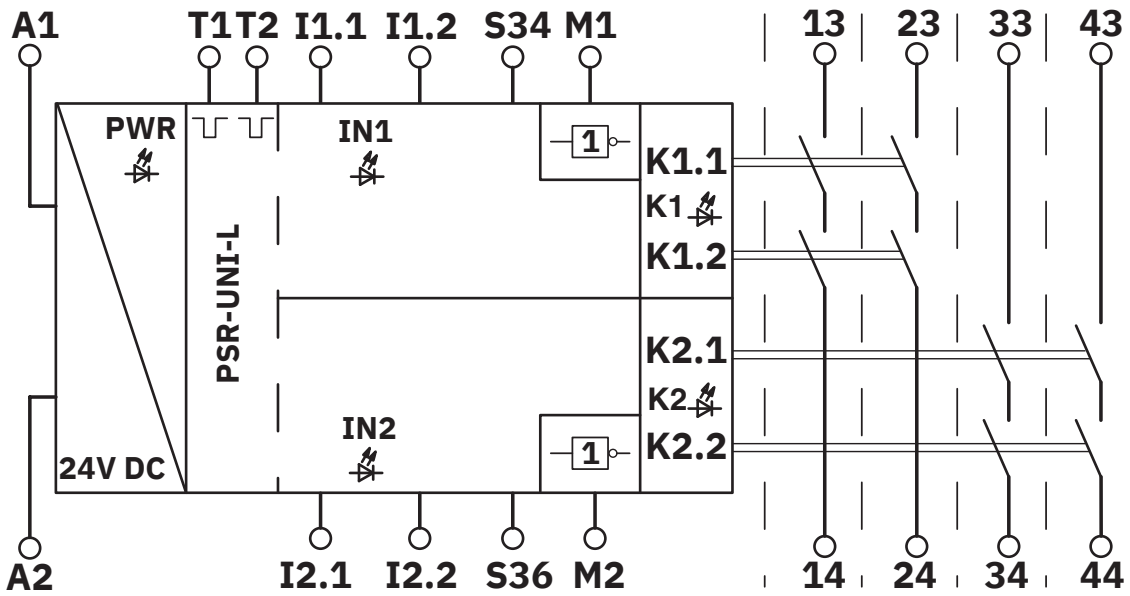 A1 T1 T2 I1.1 I1.2 S34 M1 13 23 33 43
PWR IN1 1 K1.1
K1
K1.2
PSR-UNI-L
K2.1
K2
IN2 1 K2.2
24V DC
A2 I2.1 I2.2 S36 M2 14 24 34 44